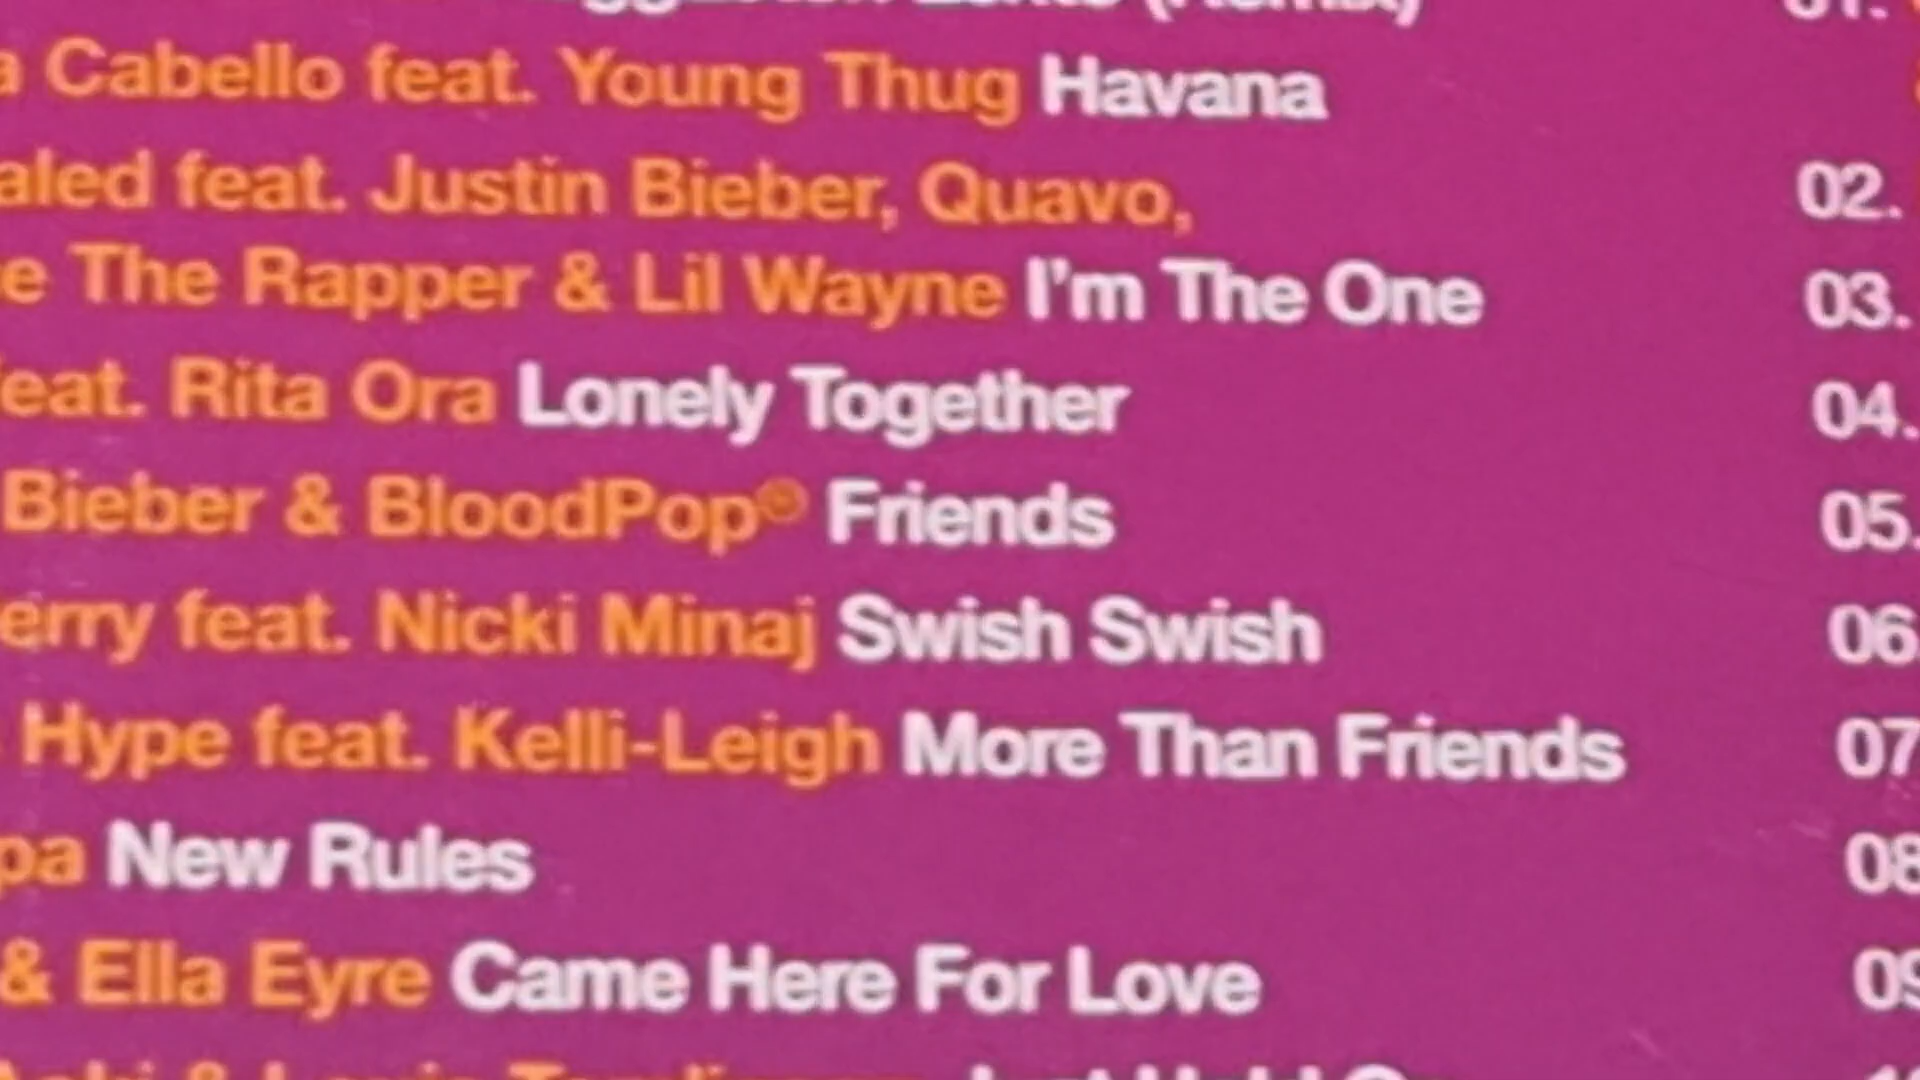 (Remix)
01.
a Cabello feat. Young Thug Havana
aled feat. Justin Bieber, Quavo,
02.
e The Rapper & Lil Wayne I'm The One
03.
feat. Rita Ora Lonely Together
04.
Bieber & BloodPop® Friends
05.
erry feat. Nicki Minaj Swish Swish
06.
Hype feat. Kelli-Leigh More Than Friends
07
pa New Rules
08
& Ella Eyre Came Here For Love
09